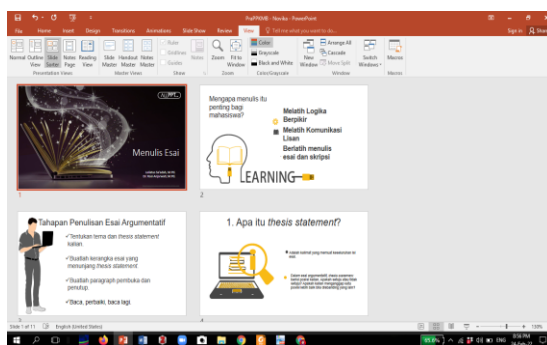 PrePPKMB - Novika - PowerPoint
File Home Insert Design Transitions Animations Slide Show Review View Tell me what you want to do... Sign in Share
Normal Outline View Slide Sorter Notes Page Reading View
Presentation Views
Slide Master Handout Master Notes Master
Master Views
Ruler
Gridlines
Guides
Notes
Show
Zoom Fit to Window
Zoom
Color
Grayscale
Black and White
Color/Grayscale
New Window
Arrange All
Cascade
Move Split
Window
Switch Windows
Macros
Macros
Menulis Esai
1
Mengapa menulis itu
penting bagi
mahasiswa?
Melatih Logika
Berpikir
Melatih Komunikasi
Lisan
Berlatih menulis
esai dan skripsi
LEARNING
2
Tahapan Penulisan Esai Argumentatif
✓Tentukan tema dan thesis statement
kalian.
✓Buatlah kerangka esai yang
menunjang thesis statement
✓Buatlah paragraph pembuka dan
penutup.
✓Baca, perbaiki, baca lagi.
3
1. Apa itu thesis statement?
4
Slide 1 of 11 English (United States)
ENG